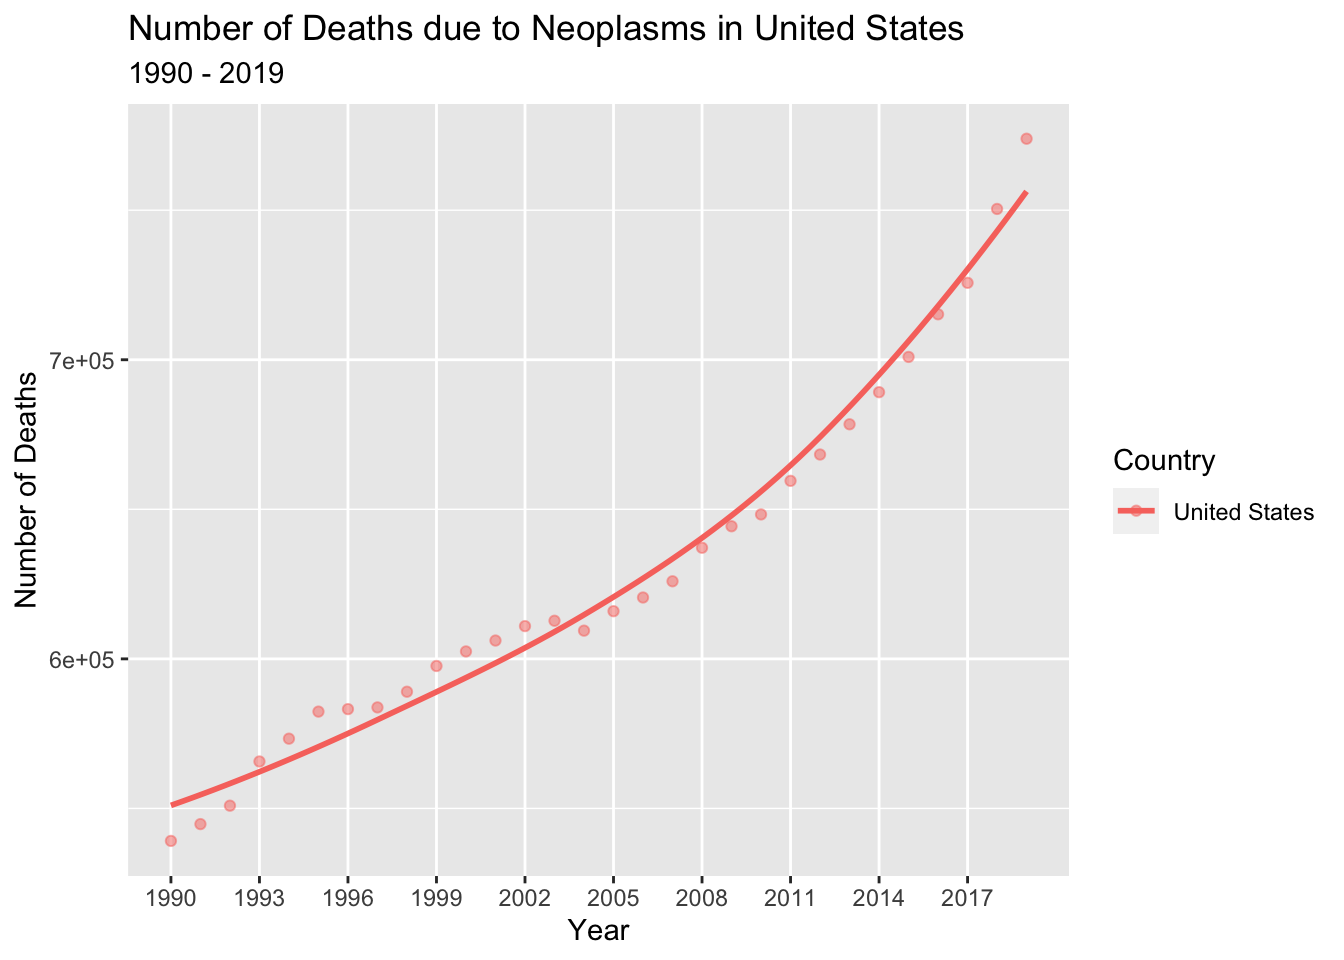 Number of Deaths due to Neoplasms in United States
1990 - 2019
Number of Deaths
7e+05
6e+05
1990 1993 1996 1999 2002 2005 2008 2011 2014 2017
Year
Country
United States